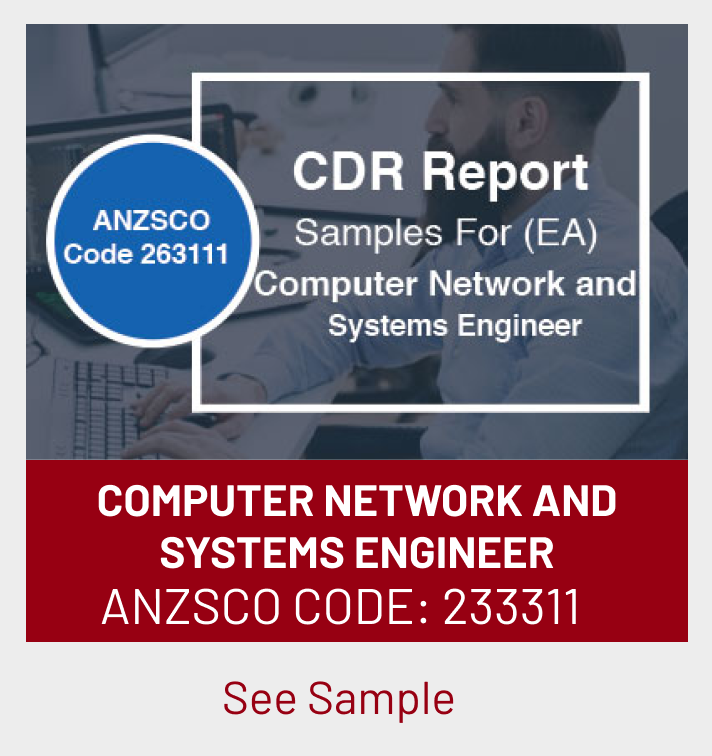 CDR Report
Samples For (EA)
Computer Network and
Systems Engineer
ANZSCO
Code 263111
COMPUTER NETWORK AND
SYSTEMS ENGINEER
ANZSCO CODE: 233311
See Sample